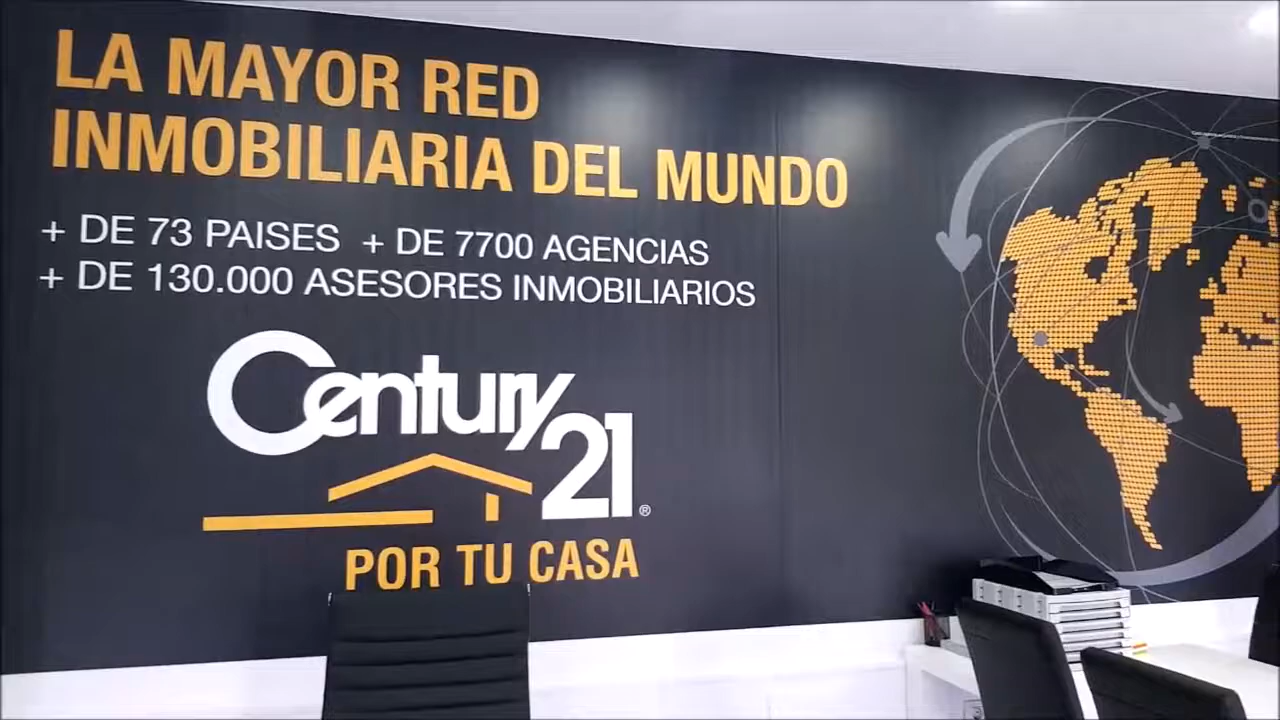 LA MAYOR RED
INMOBILIARIA DEL MUNDO
+ DE 73 PAISES + DE 7700 AGENCIAS
+ DE 130.000 ASESORES INMOBILIARIOS
Century
21®
POR TU CASA